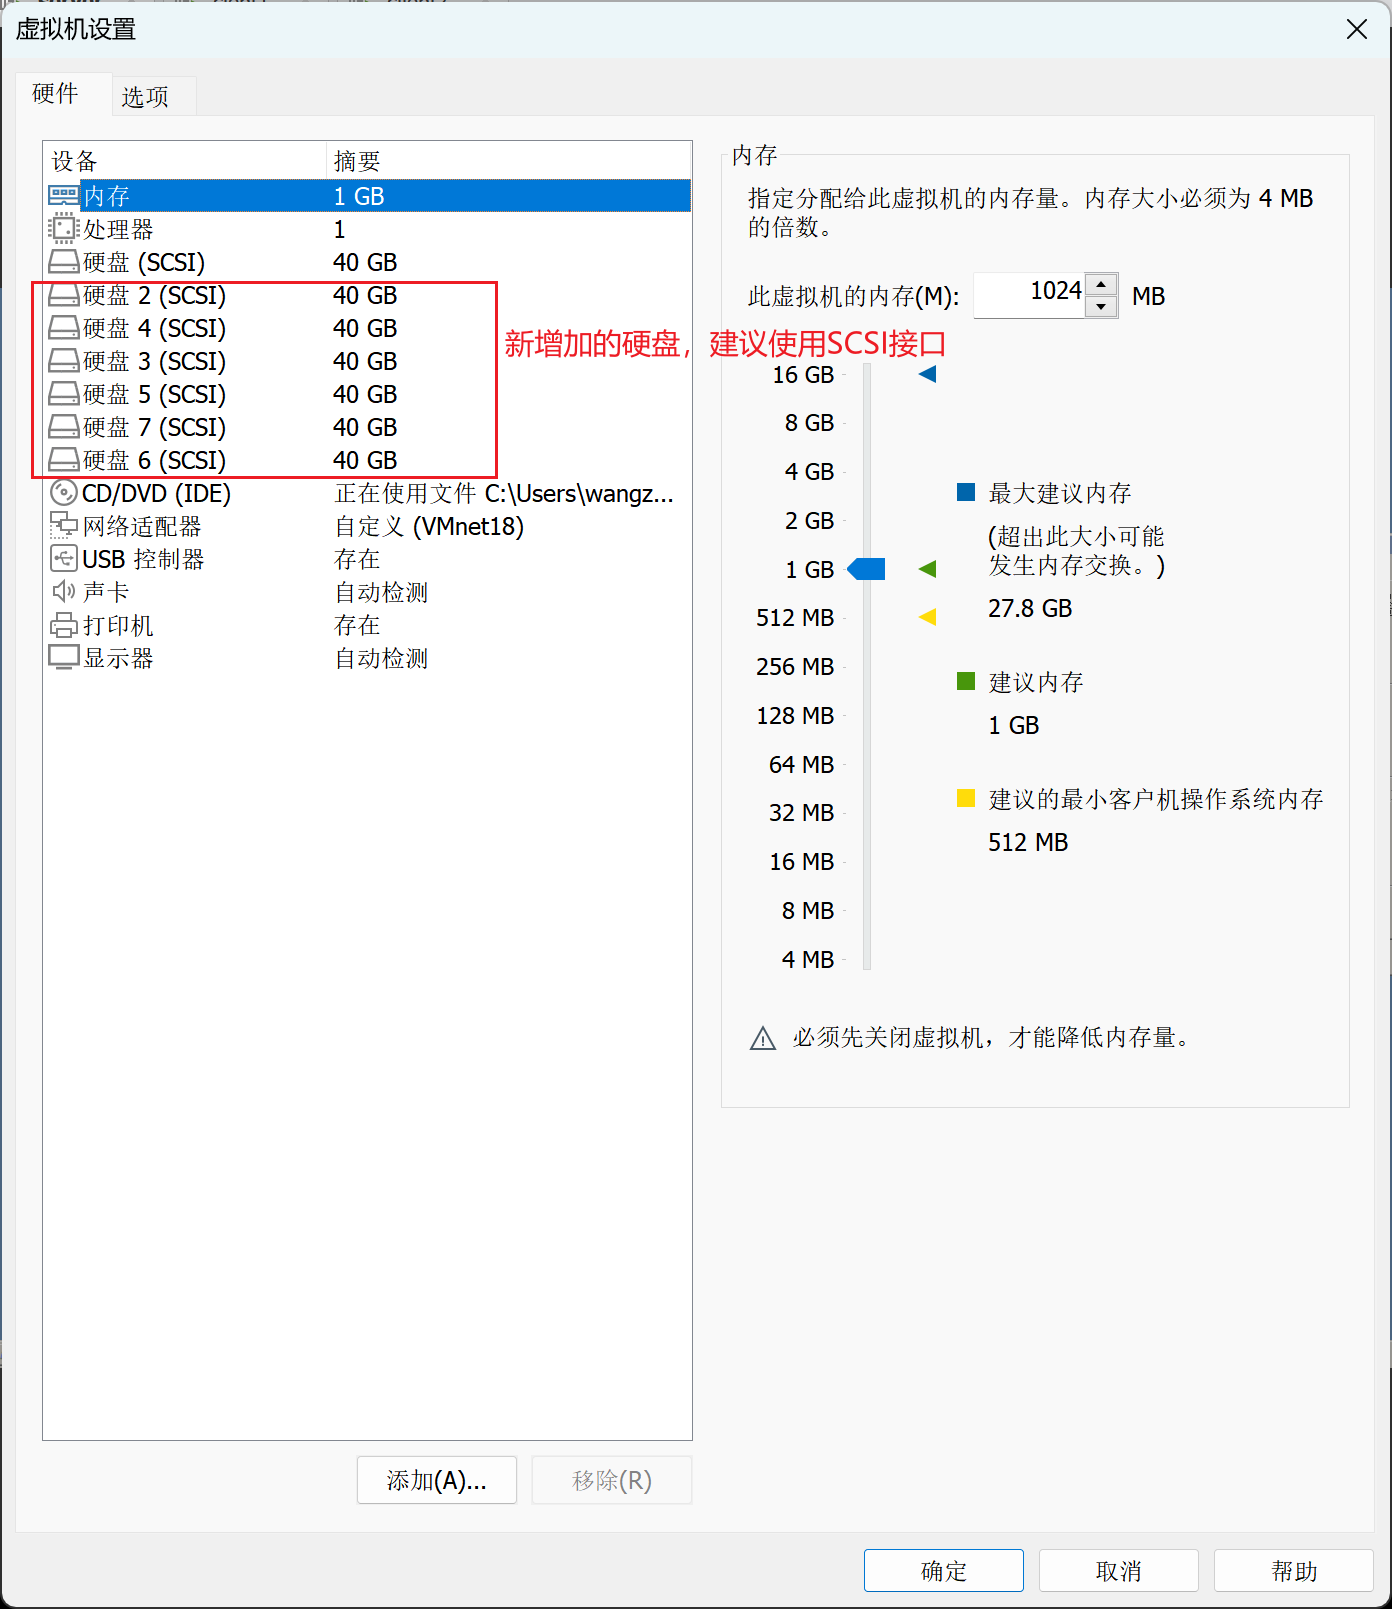 虚拟机设置
硬件 选项
设备 摘要
内存 1 GB
处理器 1
硬盘 (SCSI) 40 GB
硬盘 2 (SCSI) 40 GB
硬盘 4 (SCSI) 40 GB
硬盘 3 (SCSI) 40 GB
硬盘 5 (SCSI) 40 GB
硬盘 7 (SCSI) 40 GB
硬盘 6 (SCSI) 40 GB
CD/DVD (IDE) 正在使用文件 C:\Users\wangz...
网络适配器 自定义 (VMnet18)
USB 控制器 存在
声卡 自动检测
打印机 存在
显示器 自动检测
新增加的硬盘，建议使用SCSI接口
添加(A)... 移除(R)
内存
指定分配给此虚拟机的内存量。内存大小必须为 4 MB
的倍数。
此虚拟机的内存(M): 1024 MB
16 GB
8 GB
4 GB
2 GB
1 GB
512 MB
256 MB
128 MB
64 MB
32 MB
16 MB
8 MB
4 MB
最大建议内存
(超出此大小可能
发生内存交换。)
27.8 GB
建议内存
1 GB
建议的最小客户机操作系统内存
512 MB
必须先关闭虚拟机，才能降低内存量。
确定 取消 帮助